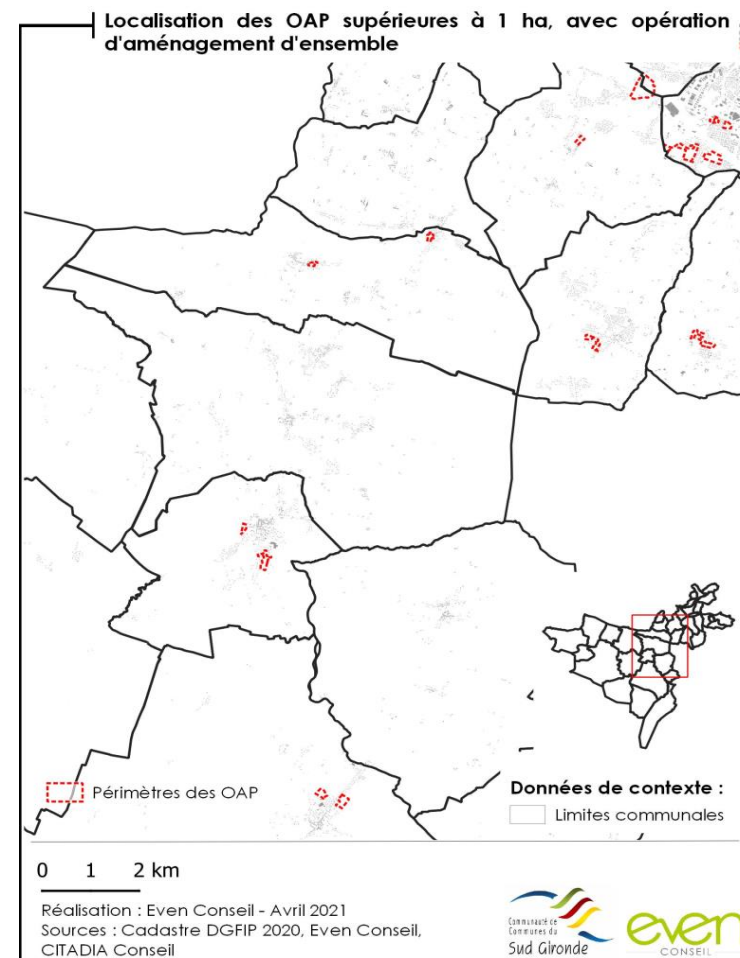 Localisation des OAP supérieures à 1 ha, avec opération
d'aménagement d'ensemble
Périmètres des OAP
Données de contexte :
Limites communales
0 1 2 km
Réalisation : Even Conseil - Avril 2021
Sources : Cadastre DGFIP 2020, Even Conseil,
CITADIA Conseil
Communauté de
Communes du
Sud Gironde
even
CONSEIL